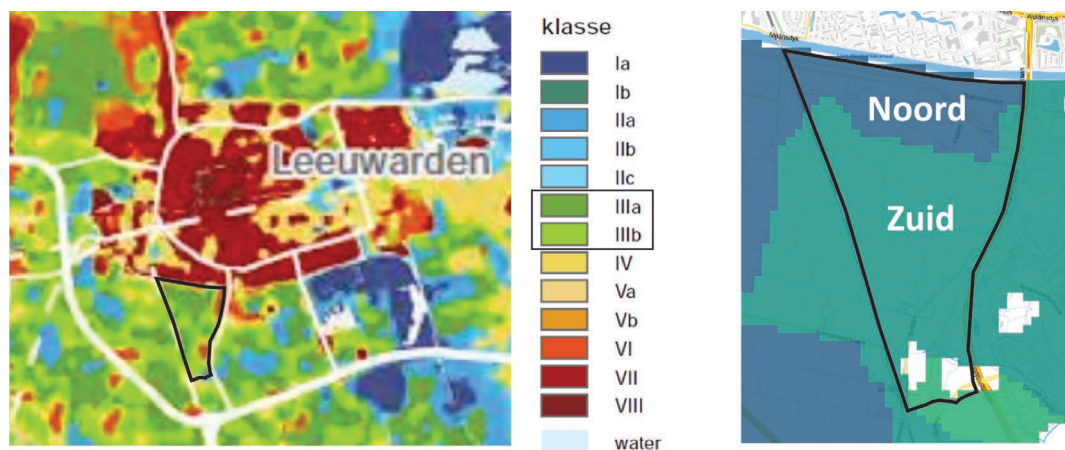 Leeuwarden
klasse
Ia
Ib
IIa
IIb
IIc
IIIa
IIIb
IV
Va
Vb
VI
VII
VIII
water
Noord
Zuid